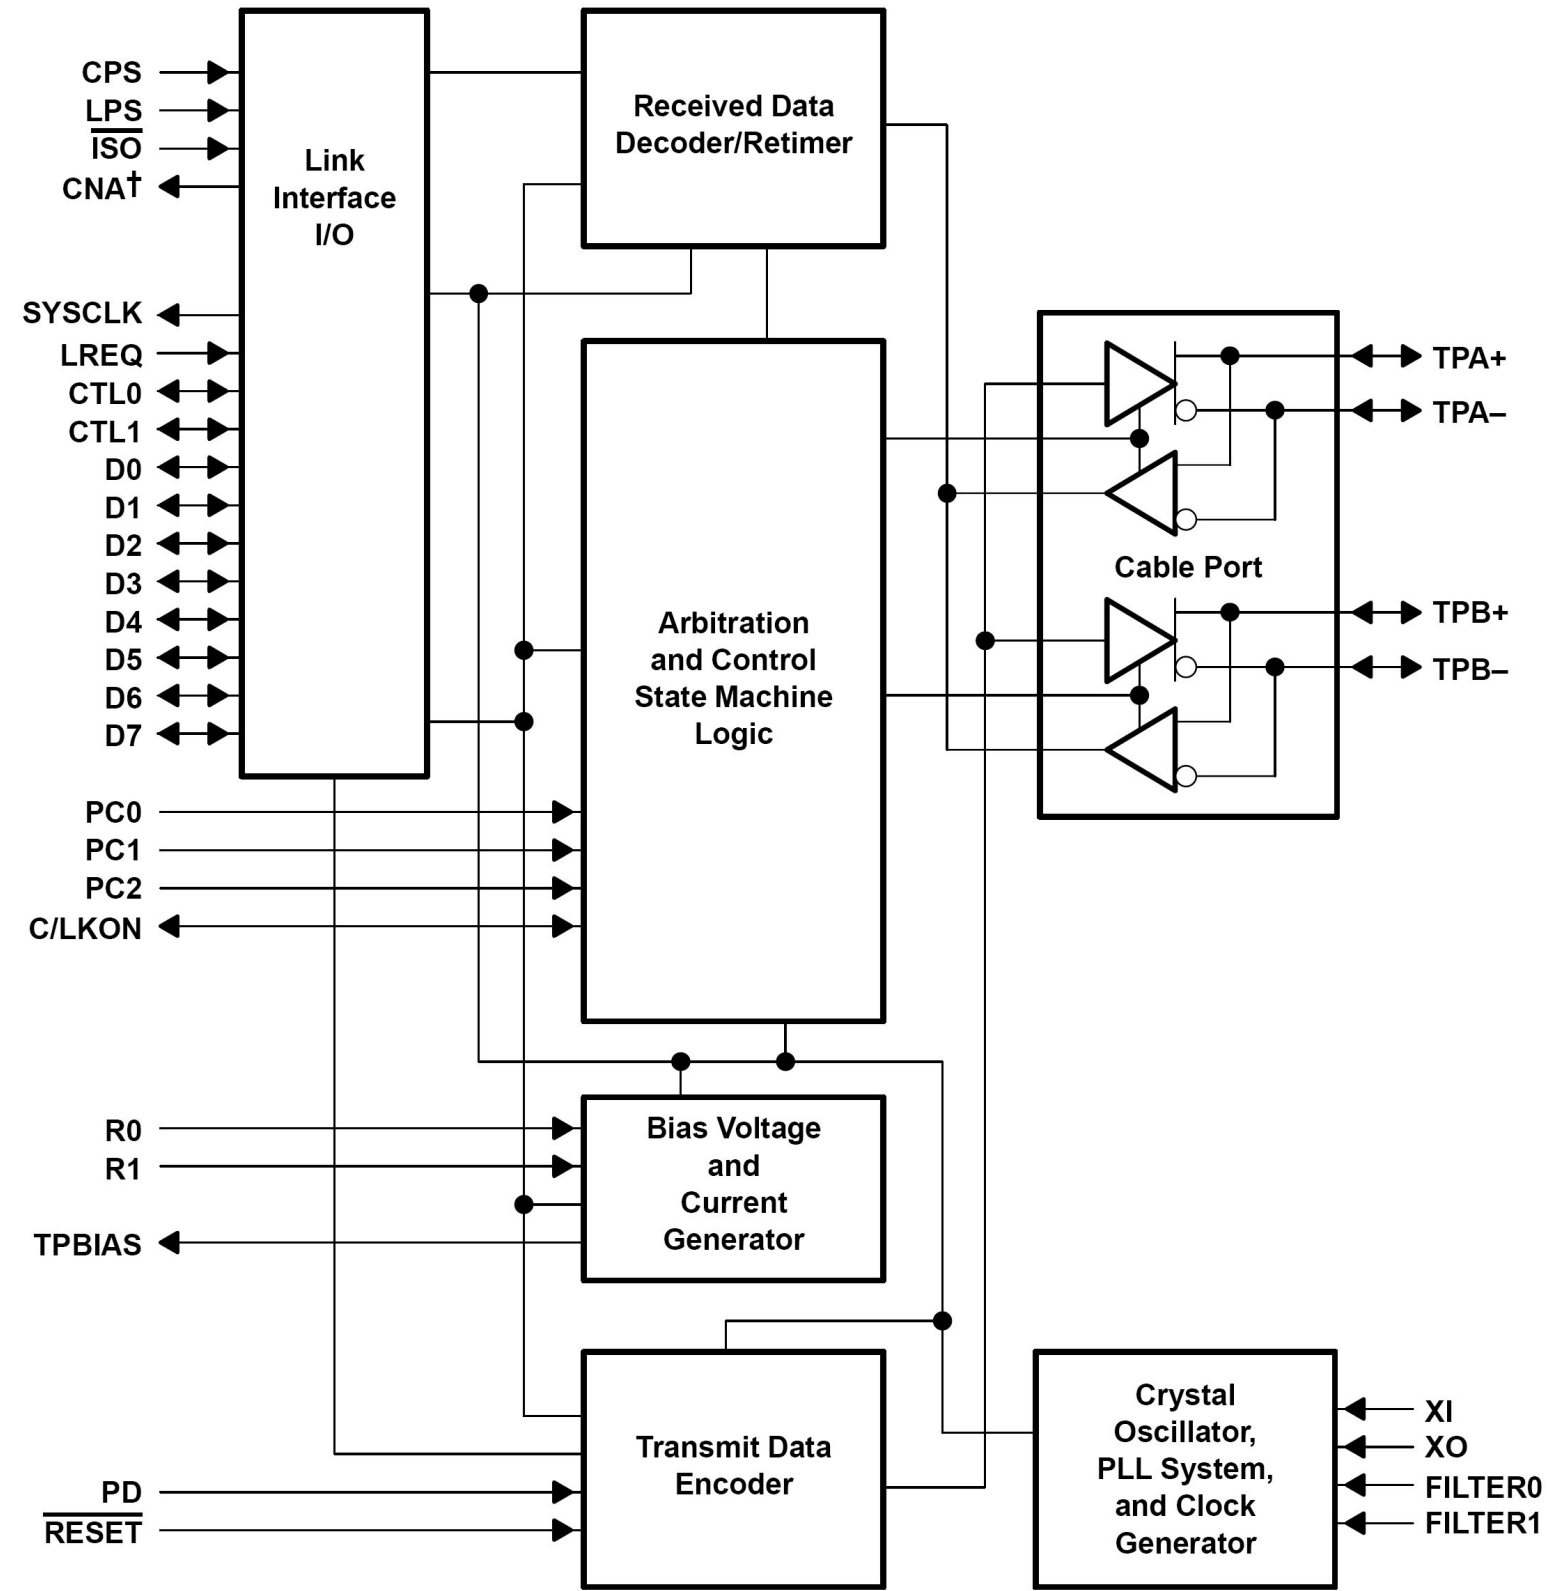 CPS
LPS
ISO
CNA†
SYSCLK
LREQ
CTL0
CTL1
D0
D1
D2
D3
D4
D5
D6
D7
Link
Interface
I/O
Received Data
Decoder/Retimer
PC0
PC1
PC2
C/LKON
Arbitration
and Control
State Machine
Logic
Cable Port
TPA+
TPA–
TPB+
TPB–
R0
R1
TPBIAS
Bias Voltage
and
Current
Generator
PD
RESET
Transmit Data
Encoder
Crystal
Oscillator,
PLL System,
and Clock
Generator
XI
XO
FILTER0
FILTER1